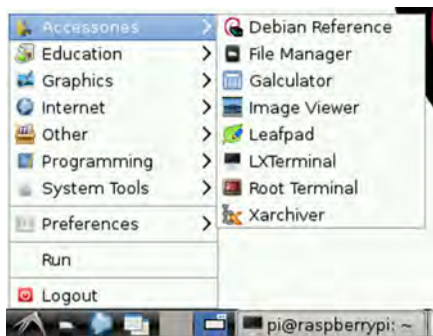 Accessories
Education
Graphics
Internet
Other
Programming
System Tools
Preferences
Run
Logout
Debian Reference
File Manager
Galculator
Image Viewer
Leafpad
LXTerminal
Root Terminal
Xarchiver
pi@raspberrypi: ~